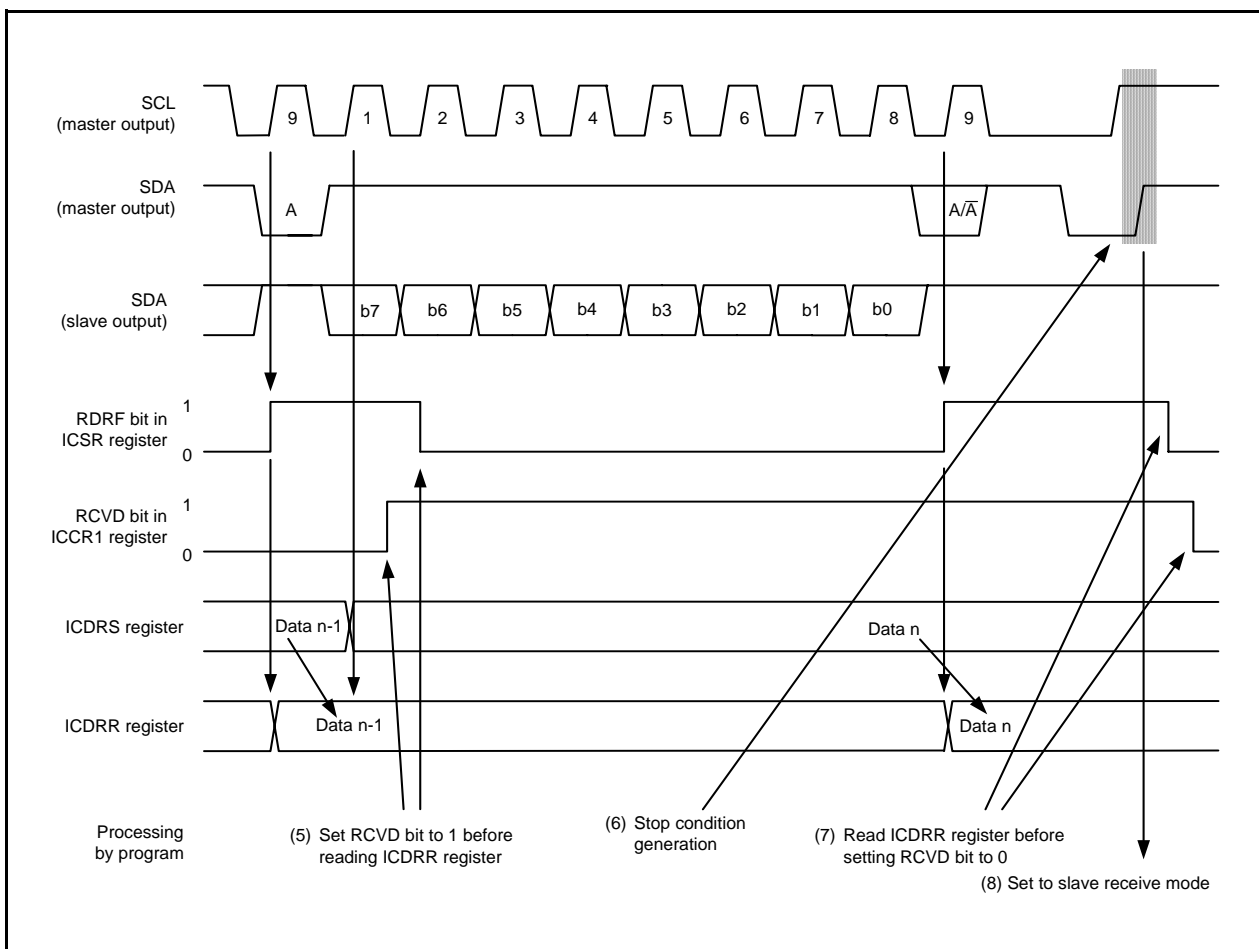 SCL
(master output)
9 1 2 3 4 5 6 7 8 9
SDA
(master output)
A A/A̅
SDA
(slave output)
b7 b6 b5 b4 b3 b2 b1 b0
RDRF bit in
ICSR register
1
0
RCVD bit in
ICCR1 register
1
0
ICDRS register
Data n-1
Data n
ICDRR register
Data n-1
Data n
Processing
by program
(5) Set RCVD bit to 1 before
reading ICDRR register
(6) Stop condition
generation
(7) Read ICDRR register before
setting RCVD bit to 0
(8) Set to slave receive mode